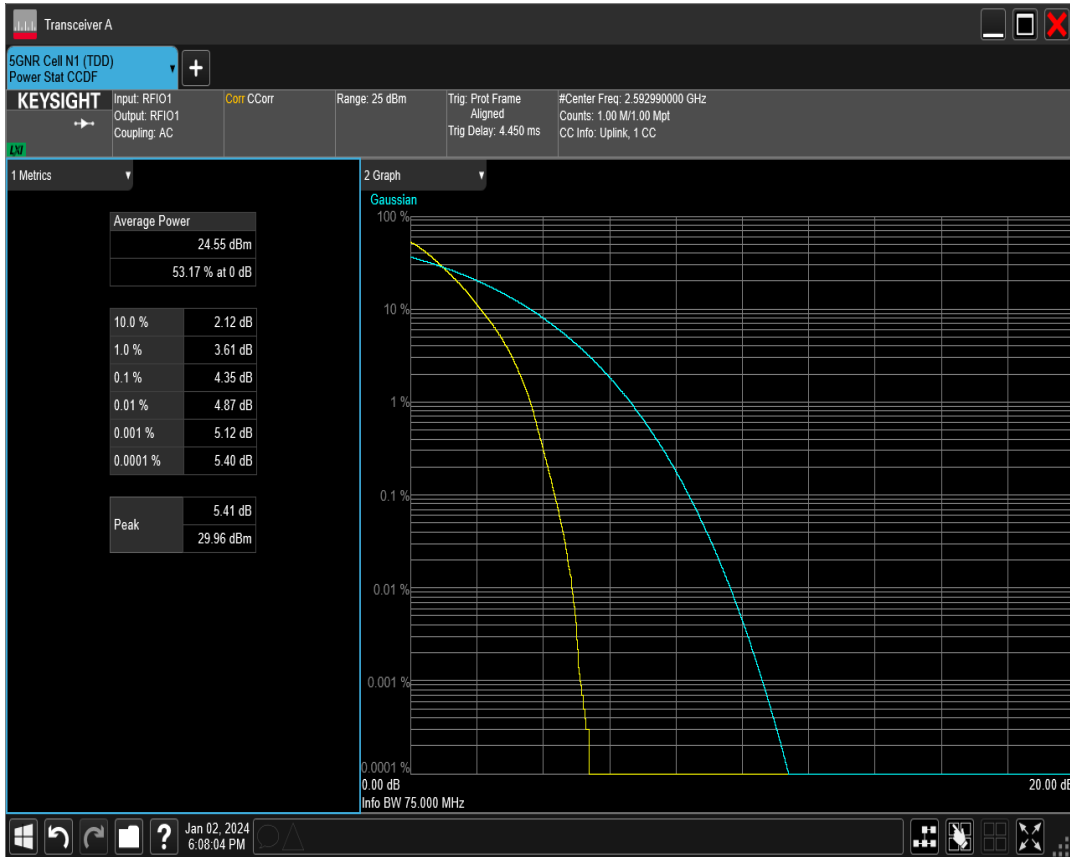 Transceiver A
5GNR Cell N1 (TDD)
Power Stat CCDF
KEYSIGHT
LXI
Input: RFIO1
Output: RFIO1
Coupling: AC
Corr CCorr
Range: 25 dBm
Trig: Prot Frame
Aligned
Trig Delay: 4.450 ms
#Center Freq: 2.592990000 GHz
Counts: 1.00 M/1.00 Mpt
CC Info: Uplink, 1 CC
1 Metrics
Average Power
24.55 dBm
53.17 % at 0 dB
10.0 % 2.12 dB
1.0 % 3.61 dB
0.1 % 4.35 dB
0.01 % 4.87 dB
0.001 % 5.12 dB
0.0001 % 5.40 dB
Peak
5.41 dB
29.96 dBm
2 Graph
Gaussian
100 %
10 %
1 %
0.1 %
0.01 %
0.001 %
0.0001 %
0.00 dB
20.00 dB
Info BW 75.000 MHz
?
Jan 02, 2024
6:08:04 PM